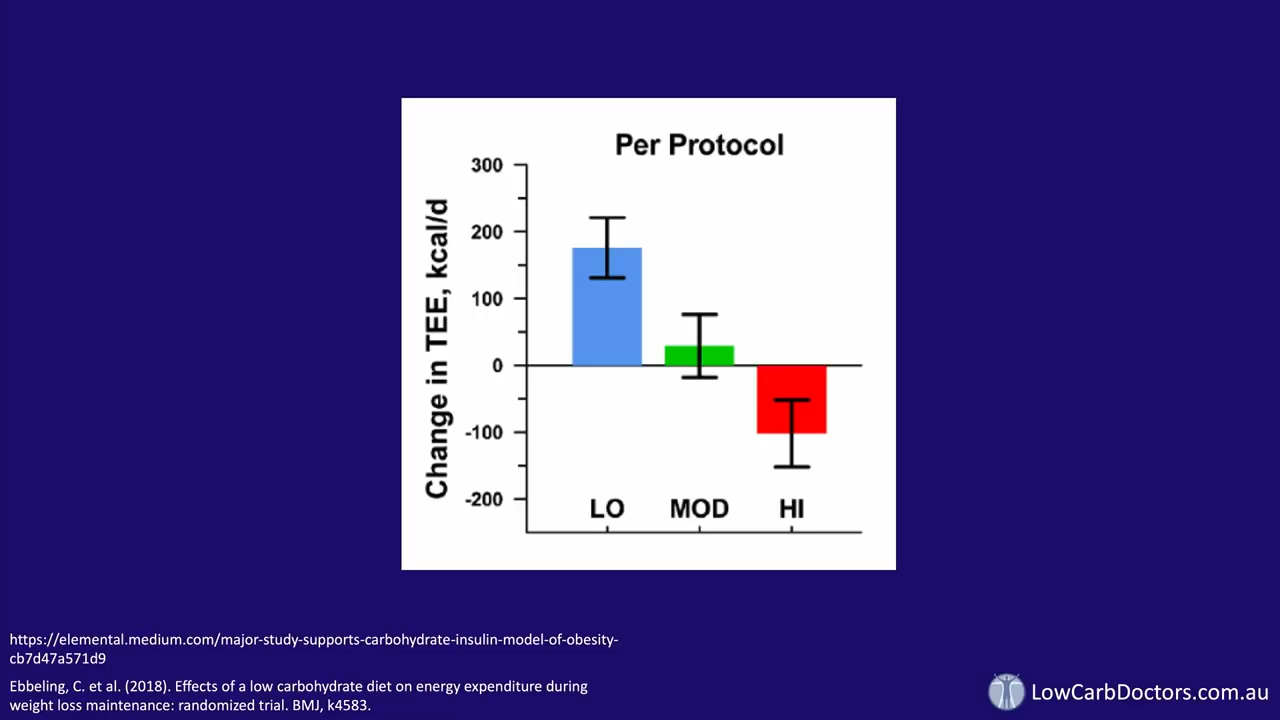 Per Protocol
Change in TEE, kcal/d
300
200
100
0
-100
-200
LO MOD HI
https://elemental.medium.com/major-study-supports-carbohydrate-insulin-model-of-obesity-
cb7d47a571d9
Ebbeling, C. et al. (2018). Effects of a low carbohydrate diet on energy expenditure during
weight loss maintenance: randomized trial. BMJ, k4583.
LowCarbDoctors.com.au